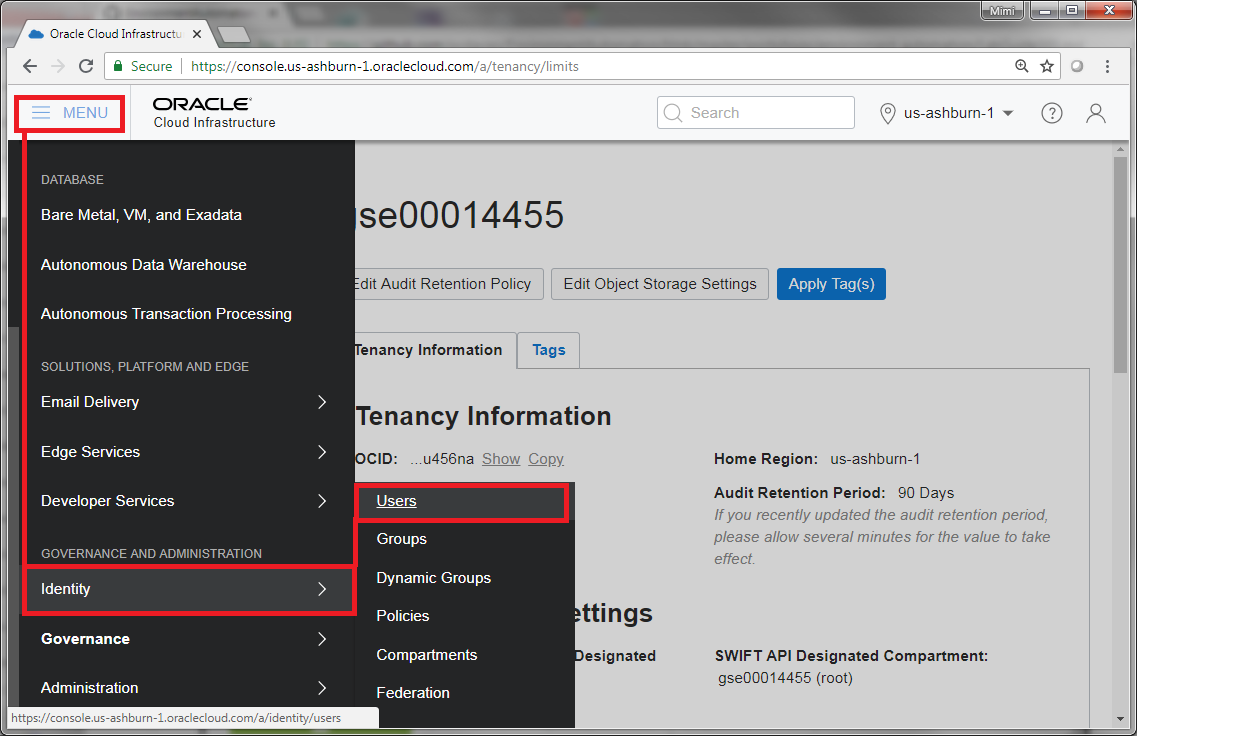 Mimi
Oracle Cloud Infrastructu
Secure
https://console.us-ashburn-1.oraclecloud.com/a/tenancy/limits
MENU
ORACLE
Cloud Infrastructure
Search
us-ashburn-1
?
DATABASE
Bare Metal, VM, and Exadata
Autonomous Data Warehouse
Autonomous Transaction Processing
SOLUTIONS, PLATFORM AND EDGE
Email Delivery
Edge Services
Developer Services
GOVERNANCE AND ADMINISTRATION
Identity
Governance
Administration
Users
Groups
Dynamic Groups
Policies
Compartments
Federation
gse00014455
Edit Audit Retention Policy
Edit Object Storage Settings
Apply Tag(s)
Tenancy Information
Tags
Tenancy Information
OCID: ...u456na Show Copy
Home Region: us-ashburn-1
Audit Retention Period: 90 Days
If you recently updated the audit retention period,
please allow several minutes for the value to take
effect.
ettings
Designated
SWIFT API Designated Compartment:
gse00014455 (root)
https://console.us-ashburn-1.oraclecloud.com/a/identity/users